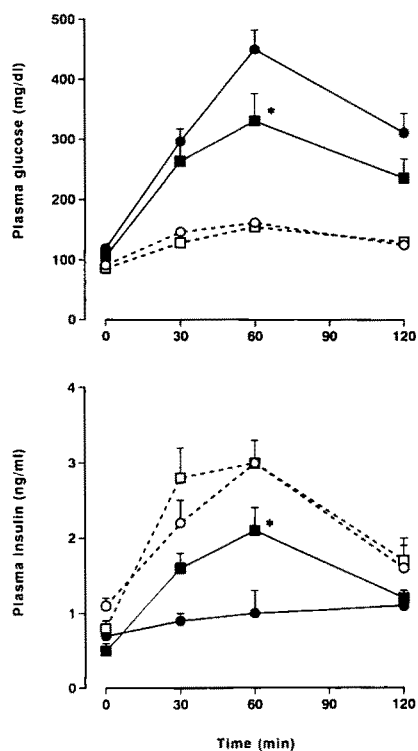 Plasma glucose (mg/dl)
500
400
300
200
100
0
*
0 30 60 90 120
Plasma insulin (ng/ml)
4
3
2
1
0
*
0 30 60 90 120
Time (min)